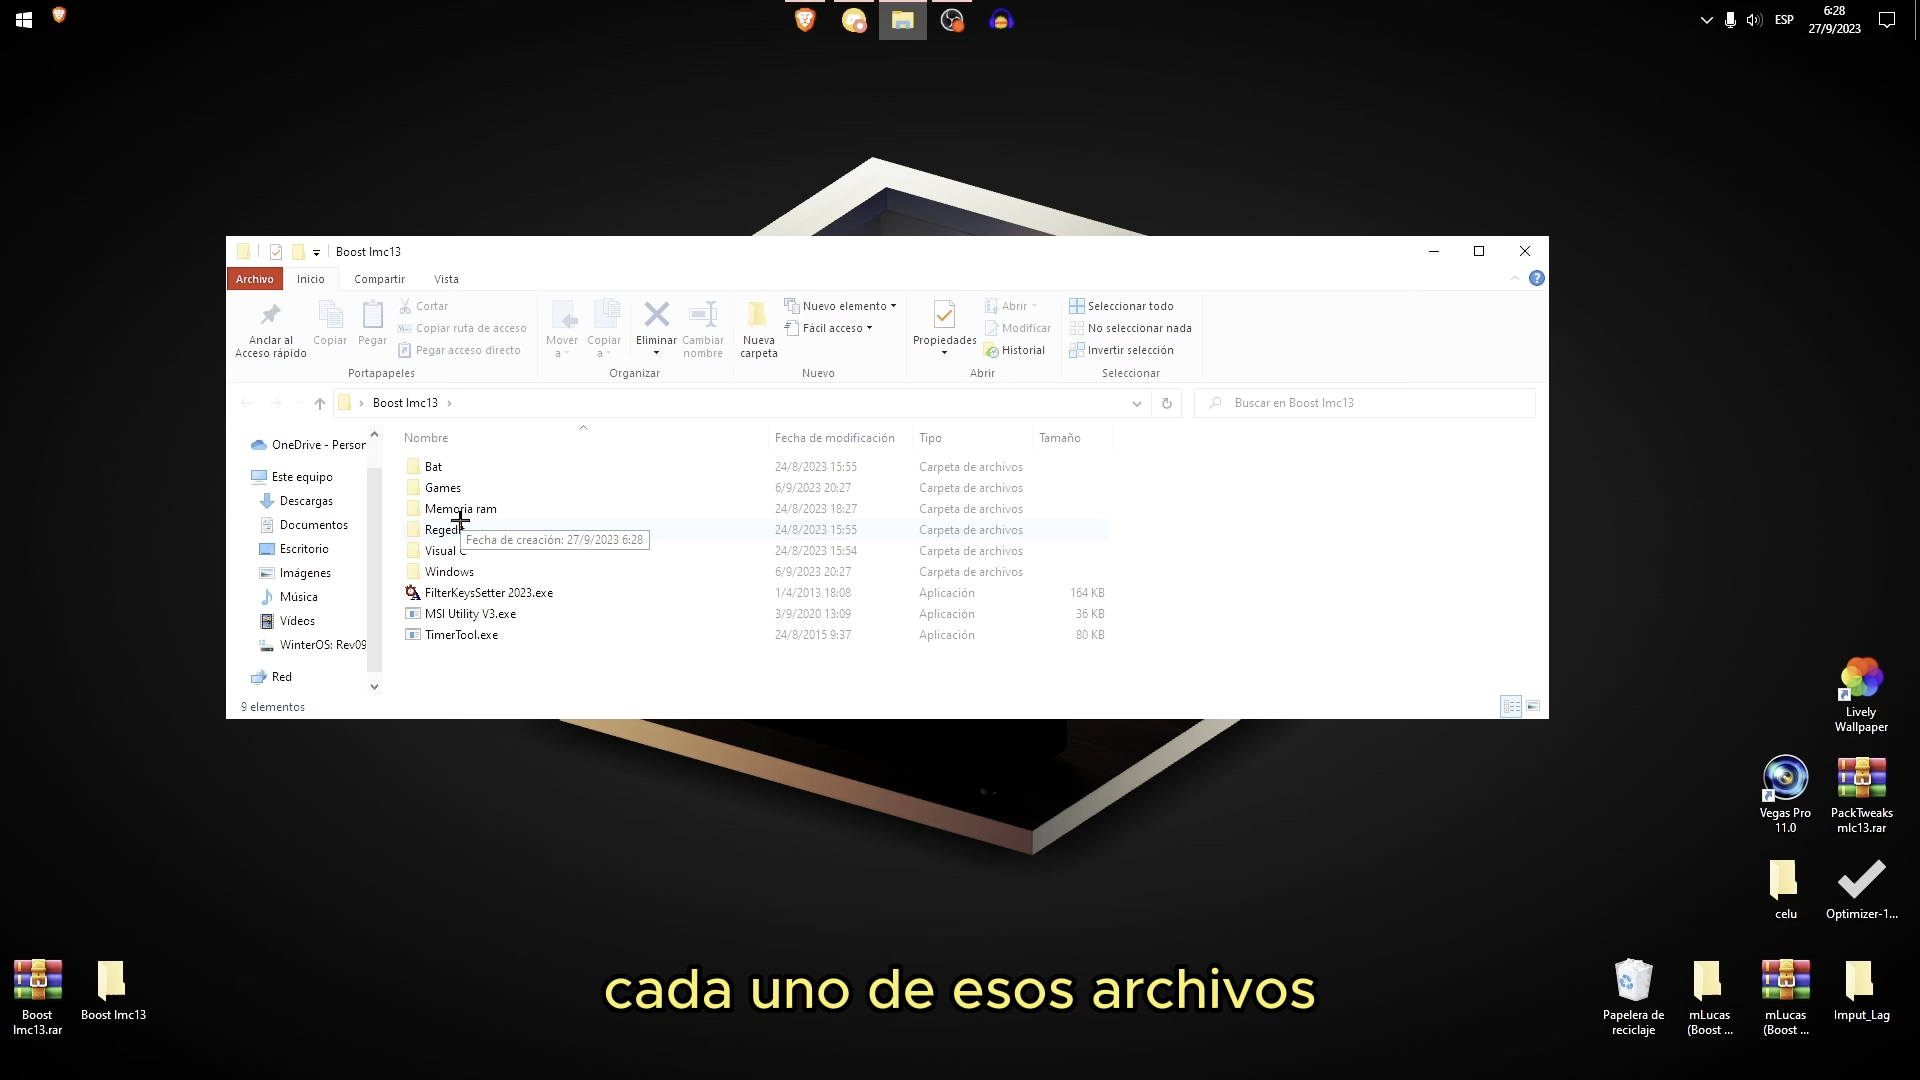 ESP
6:28
27/9/2023
Boost lmc13
Archivo
Inicio
Compartir
Vista
Anclar al
Acceso rápido
Copiar
Pegar
Cortar
Copiar ruta de acceso
Pegar acceso directo
Portapapeles
Mover
a
Copiar
a
Eliminar
Cambiar
nombre
Organizar
Nueva
carpeta
Nuevo elemento
Fácil acceso
Nuevo
Propiedades
Abrir
Modificar
Historial
Abrir
Seleccionar todo
No seleccionar nada
Invertir selección
Seleccionar
Boost lmc13
Buscar en Boost lmc13
OneDrive - Person
Este equipo
Descargas
Documentos
Escritorio
Imágenes
Música
Vídeos
WinterOS: Rev09
Red
Nombre Fecha de modificación Tipo Tamaño
Bat 24/8/2023 15:55 Carpeta de archivos
Games 6/9/2023 20:27 Carpeta de archivos
Memoria ram 24/8/2023 18:27 Carpeta de archivos
Regedit 24/8/2023 15:55 Carpeta de archivos
Fecha de creación: 27/9/2023 6:28
Visual C 24/8/2023 15:54 Carpeta de archivos
Windows 6/9/2023 20:27 Carpeta de archivos
FilterKeysSetter 2023.exe 1/4/2013 18:08 Aplicación 164 KB
MSI Utility V3.exe 3/9/2020 13:09 Aplicación 36 KB
TimerTool.exe 24/8/2015 9:37 Aplicación 80 KB
9 elementos
Lively
Wallpaper
Vegas Pro
11.0
PackTweaks
mlc13.rar
celu
Optimizer-1...
Boost
lmc13.rar
Boost lmc13
cada uno de esos archivos
Papelera de
reciclaje
mLucas
(Boost ...
mLucas
(Boost ...
Imput_Lag